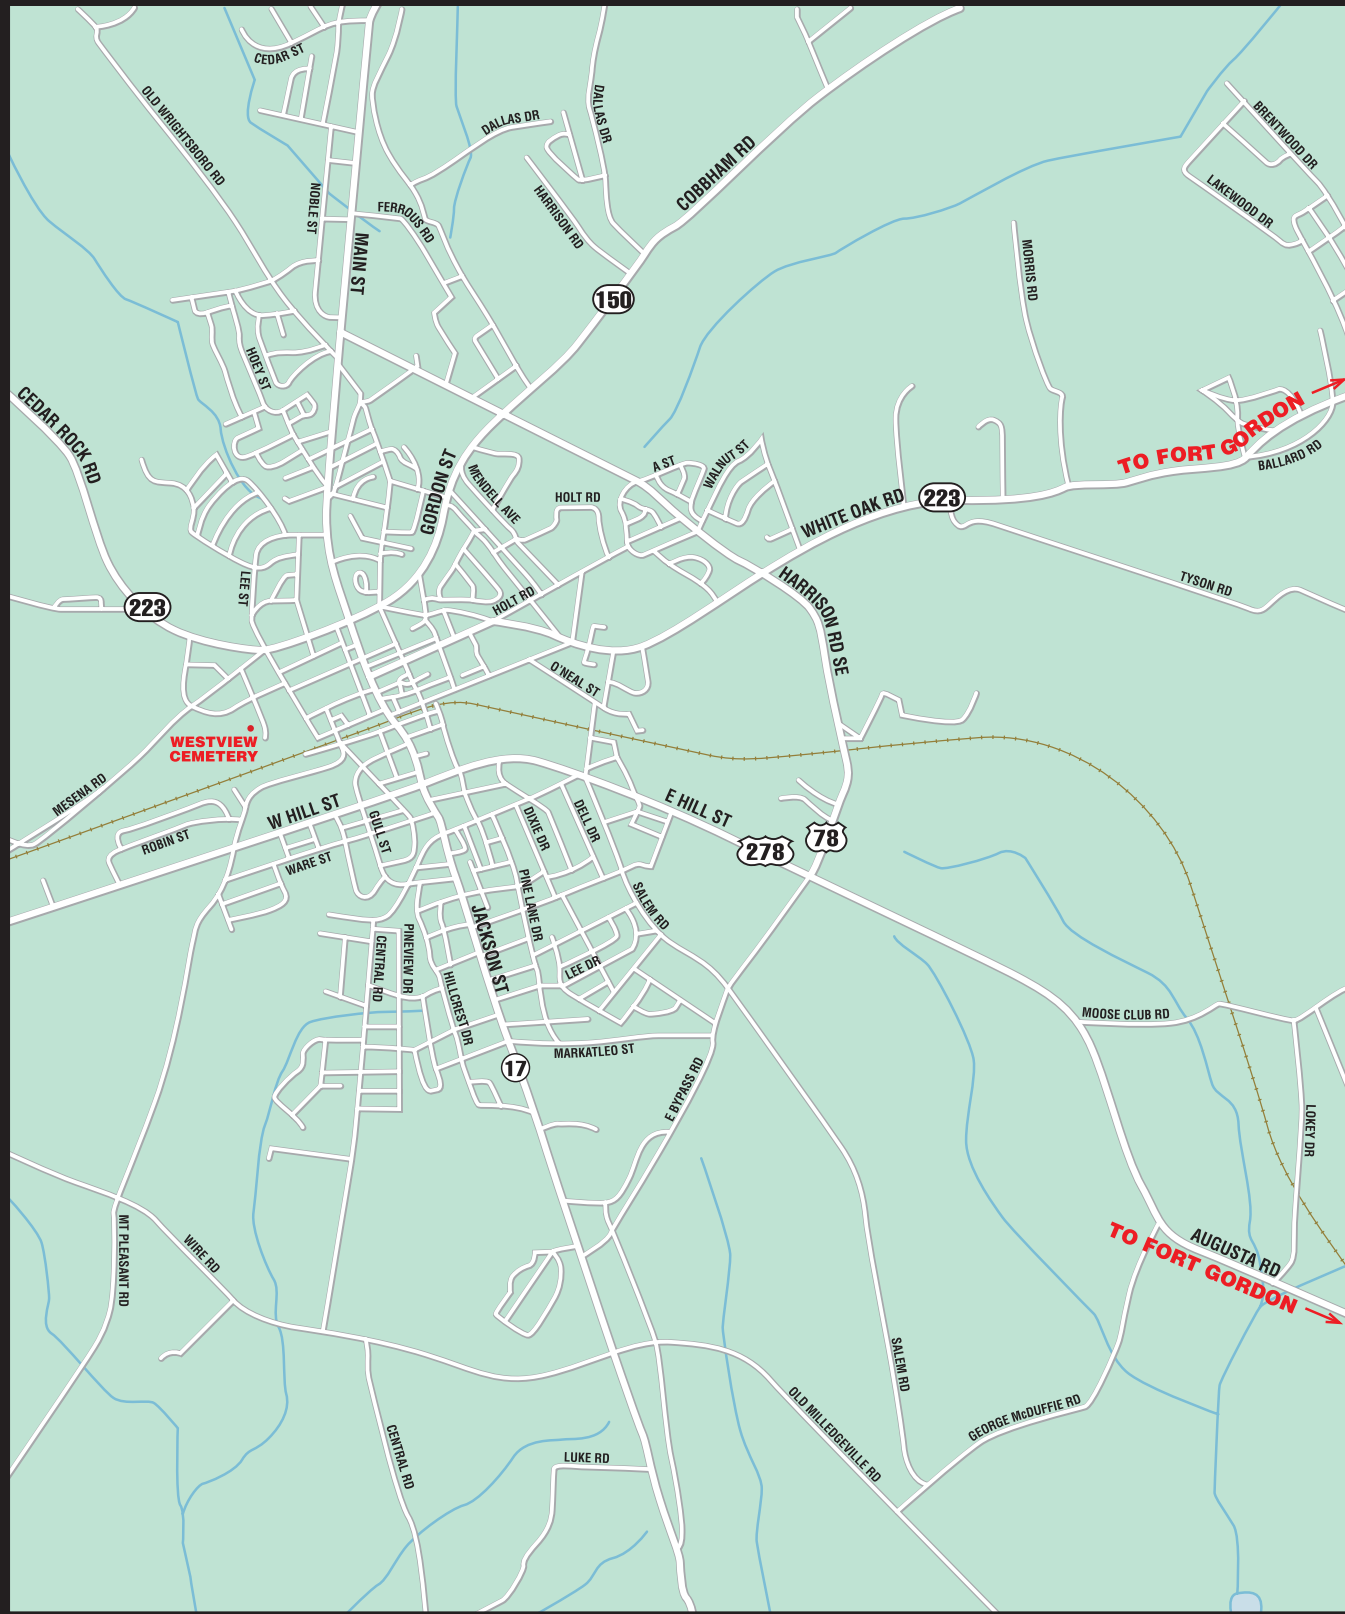 CEDAR ST
OLD WRIGHTSBORO RD
DALLAS DR
DALLAS DR
COBBHAM RD
BRENTWOOD DR
LAKEWOOD DR
NOBLE ST
FERROUS RD
HARRISON RD
MAIN ST
MORRIS RD
150
HOEY ST
CEDAR ROCK RD
TO FORT GORDON
BALLARD RD
GORDON ST
MENDELL AVE
A ST
WALNUT ST
HOLT RD
WHITE OAK RD
223
TYSON RD
LEE ST
223
HOLT RD
HARRISON RD SE
O'NEAL ST
WESTVIEW
CEMETERY
MESENA RD
W HILL ST
E HILL ST
ROBIN ST
WARE ST
GULL ST
DIXIE DR
DELL DR
278
78
PINE LANE DR
SALEM RD
JACKSON ST
CENTRAL RD
PINEVIEW DR
HILLCREST DR
LEE DR
MOOSE CLUB RD
MARKATLEO ST
17
E BYPASS RD
LOKEY DR
MT PLEASANT RD
WIRE RD
AUGUSTA RD
TO FORT GORDON
SALEM RD
OLD MILLEDGEVILLE RD
GEORGE McDUFFIE RD
CENTRAL RD
LUKE RD